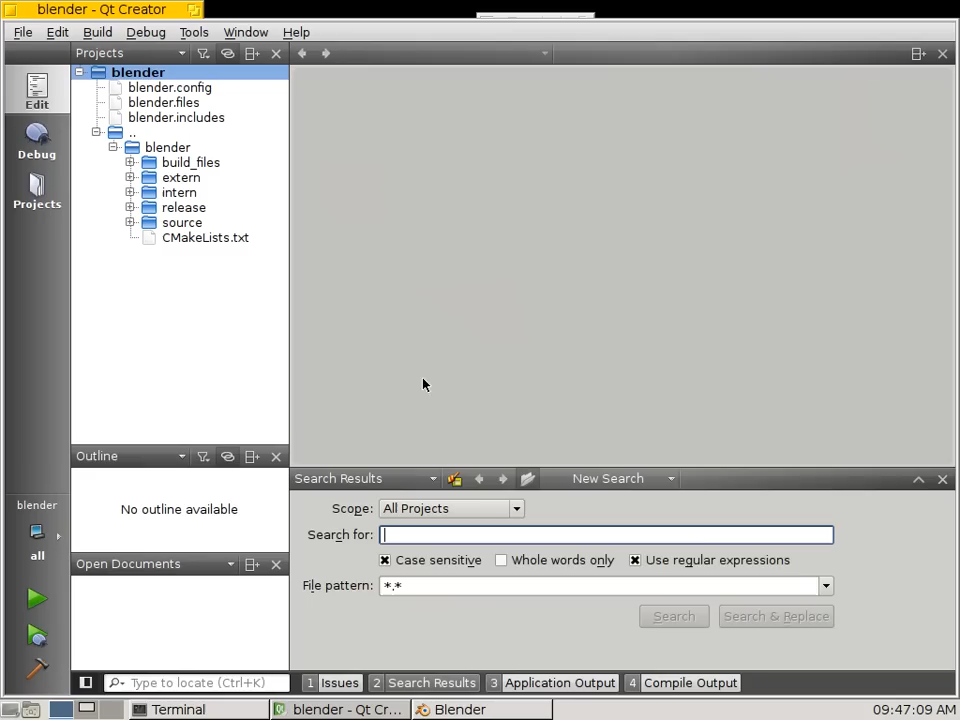 blender - Qt Creator
File Edit Build Debug Tools Window Help
Projects
blender
blender.config
Edit
blender.files
blender.includes
..
Debug
blender
build_files
extern
intern
Projects
release
source
CMakeLists.txt
Outline
Search Results
New Search
No outline available
blender
Scope: All Projects
Search for:
all
Case sensitive Whole words only Use regular expressions
Open Documents
File pattern: *.*
Search Search & Replace
Type to locate (Ctrl+K) 1 Issues 2 Search Results 3 Application Output 4 Compile Output
Terminal blender - Qt Cr... Blender 09:47:09 AM